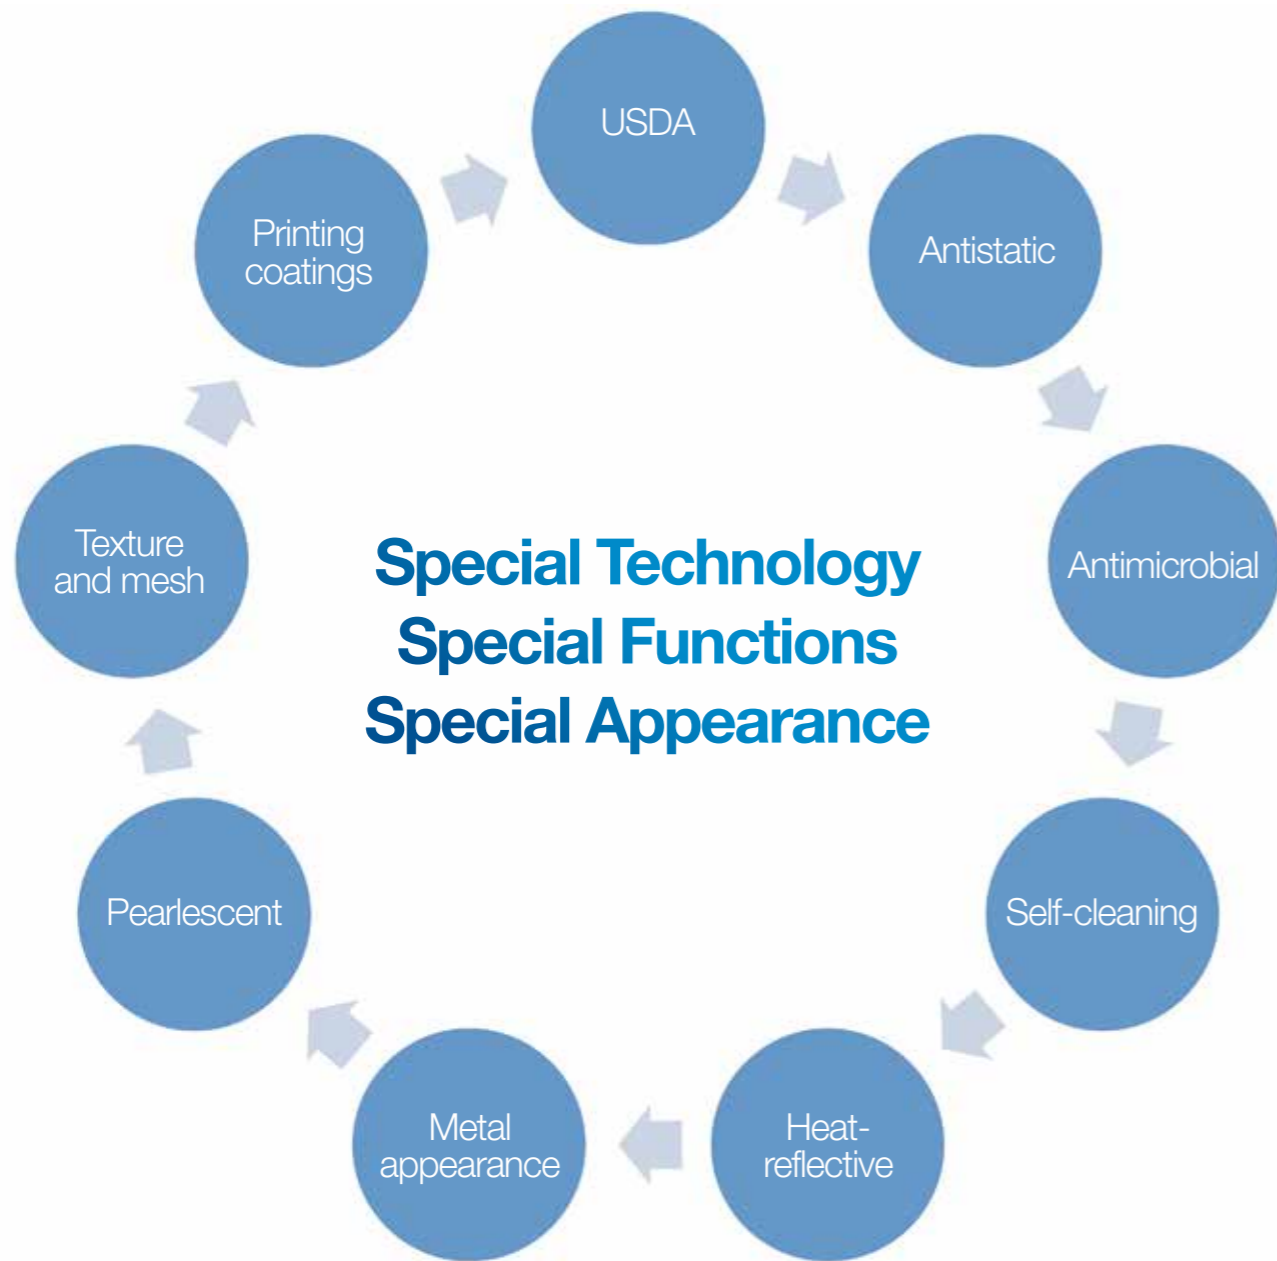 USDA
Antistatic
Antimicrobial
Self-cleaning
Heat-
reflective
Metal
appearance
Pearlescent
Texture
and mesh
Printing
coatings
Special Technology
Special Functions
Special Appearance